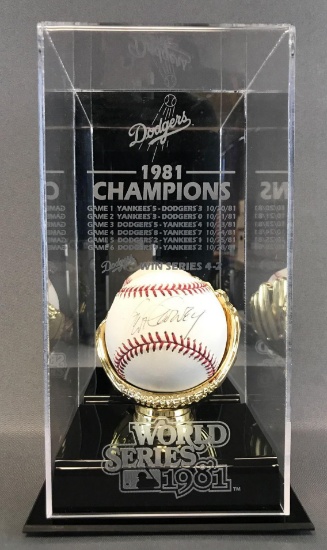 Dodgers
1981
CHAMPIONS
GAME 1 YANKEES 5 - DODGERS 3 10/20/81
GAME 2 YANKEES 3 - DODGERS 0 10/21/81
GAME 3 DODGERS 5 - YANKEES 4 10/23/81
GAME 4 DODGERS 8 - YANKEES 7 10/24/81
GAME 5 DODGERS 2 - YANKEES 1 10/25/81
GAME 6 DODGERS 9 - YANKEES 2 10/28/81
Dodgers WIN SERIES 4-2
WORLD
SERIES
1981 TM